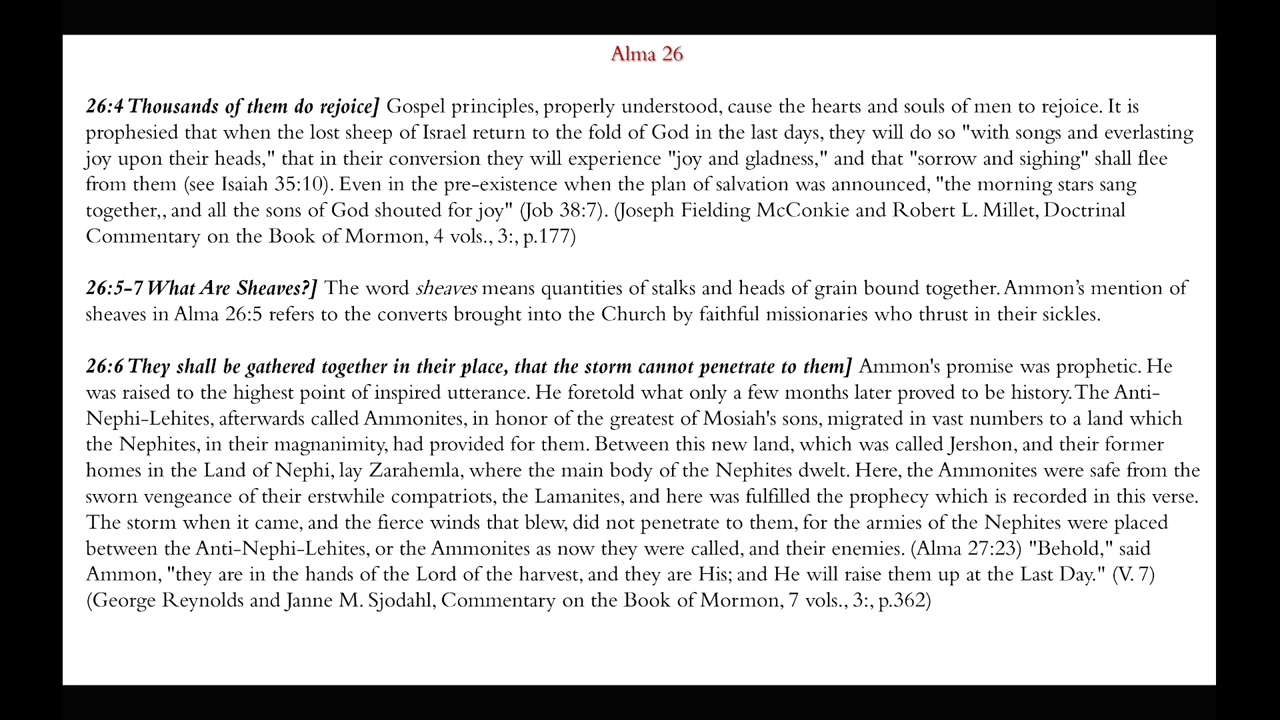 Alma 26
26:4 Thousands of them do rejoice] Gospel principles, properly understood, cause the hearts and souls of men to rejoice. It is
prophesied that when the lost sheep of Israel return to the fold of God in the last days, they will do so "with songs and everlasting
joy upon their heads," that in their conversion they will experience "joy and gladness," and that "sorrow and sighing" shall flee
from them (see Isaiah 35:10). Even in the pre-existence when the plan of salvation was announced, "the morning stars sang
together,, and all the sons of God shouted for joy" (Job 38:7). (Joseph Fielding McConkie and Robert L. Millet, Doctrinal
Commentary on the Book of Mormon, 4 vols., 3:, p.177)
26:5-7 What Are Sheaves?] The word sheaves means quantities of stalks and heads of grain bound together. Ammon's mention of
sheaves in Alma 26:5 refers to the converts brought into the Church by faithful missionaries who thrust in their sickles.
26:6 They shall be gathered together in their place, that the storm cannot penetrate to them] Ammon's promise was prophetic. He
was raised to the highest point of inspired utterance. He foretold what only a few months later proved to be history. The Anti-
Nephi-Lehites, afterwards called Ammonites, in honor of the greatest of Mosiah's sons, migrated in vast numbers to a land which
the Nephites, in their magnanimity, had provided for them. Between this new land, which was called Jershon, and their former
homes in the Land of Nephi, lay Zarahemla, where the main body of the Nephites dwelt. Here, the Ammonites were safe from the
sworn vengeance of their erstwhile compatriots, the Lamanites, and here was fulfilled the prophecy which is recorded in this verse.
The storm when it came, and the fierce winds that blew, did not penetrate to them, for the armies of the Nephites were placed
between the Anti-Nephi-Lehites, or the Ammonites as now they were called, and their enemies. (Alma 27:23) "Behold," said
Ammon, "they are in the hands of the Lord of the harvest, and they are His; and He will raise them up at the Last Day." (V. 7)
(George Reynolds and Janne M. Sjodahl, Commentary on the Book of Mormon, 7 vols., 3:, p.362)